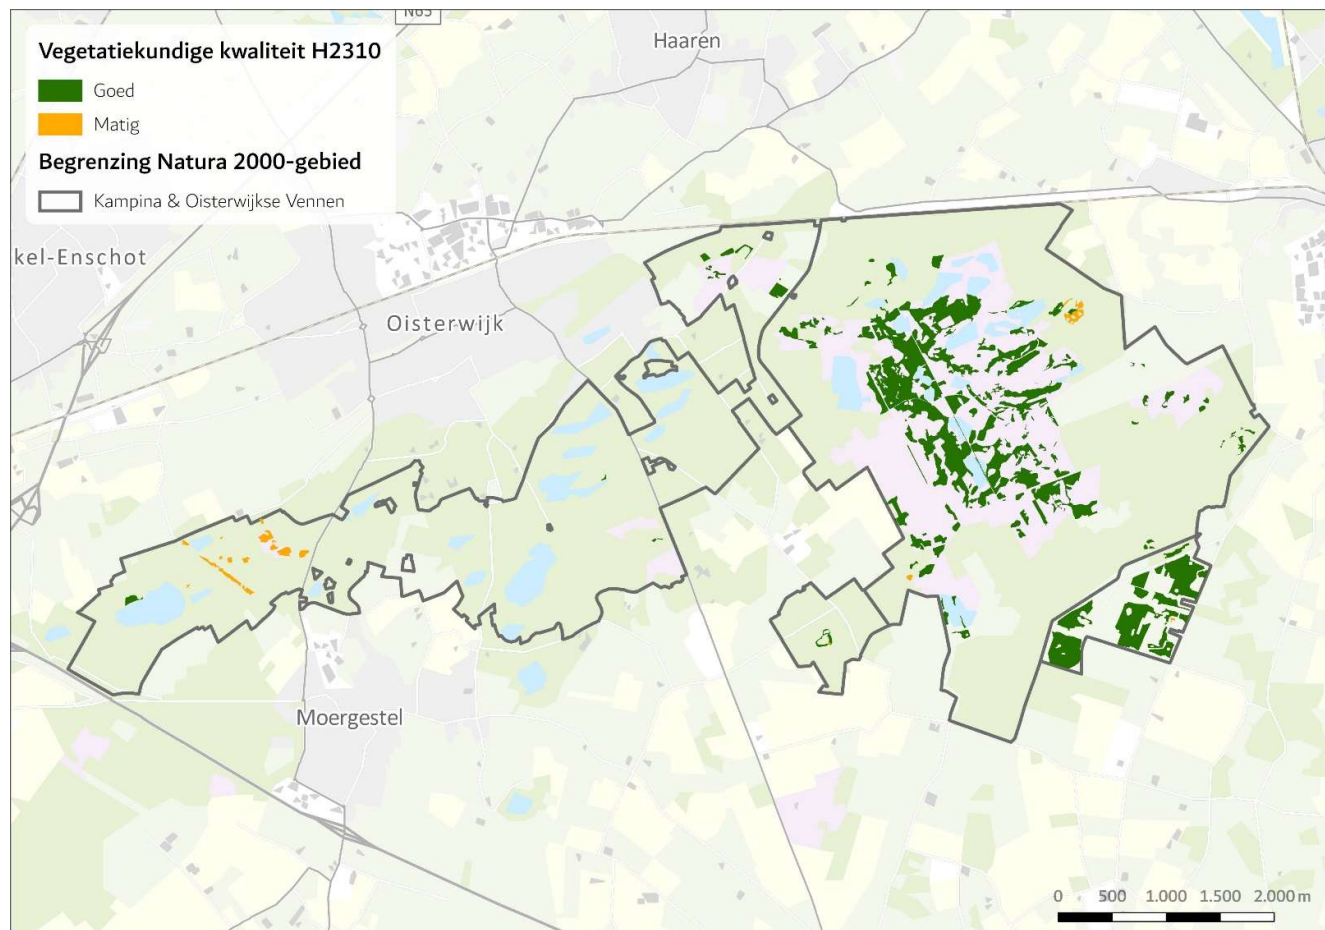 N65
Haaren
Vegetatiekundige kwaliteit H2310
Goed
Matig
Begrenzing Natura 2000-gebied
Kampina & Oisterwijkse Vennen
kel-Enschot
Oisterwijk
Moergestel
0 500 1.000 1.500 2.000 m